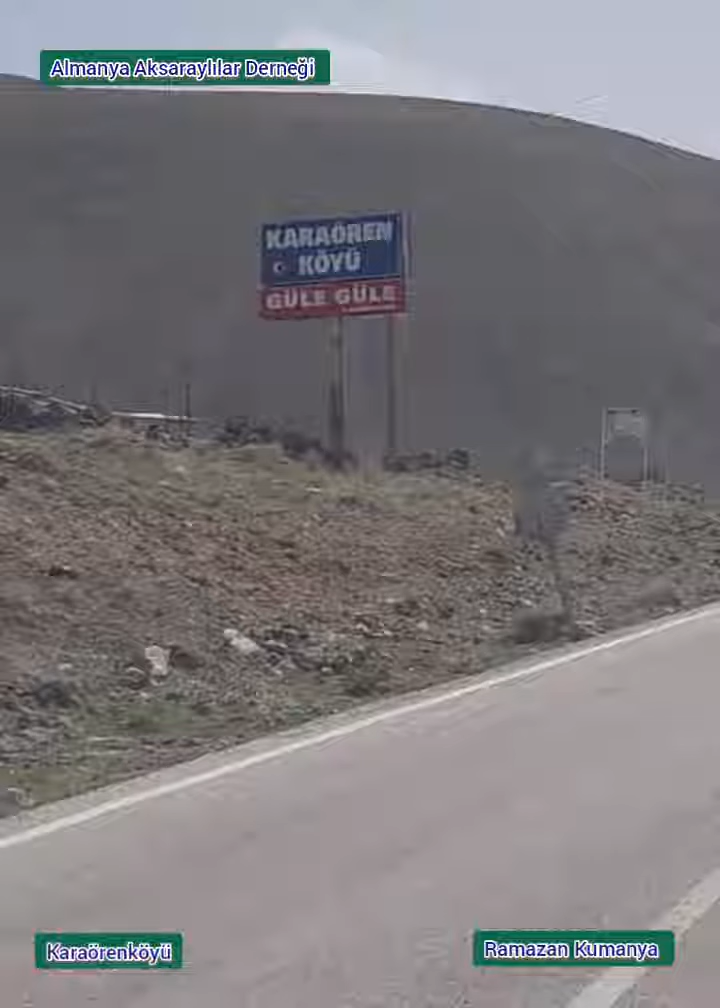 Almanya Aksaraylılar Derneği
KARAÖREN
KÖYÜ
GÜLE GÜLE
Karaörenköyü
Ramazan Kumanya